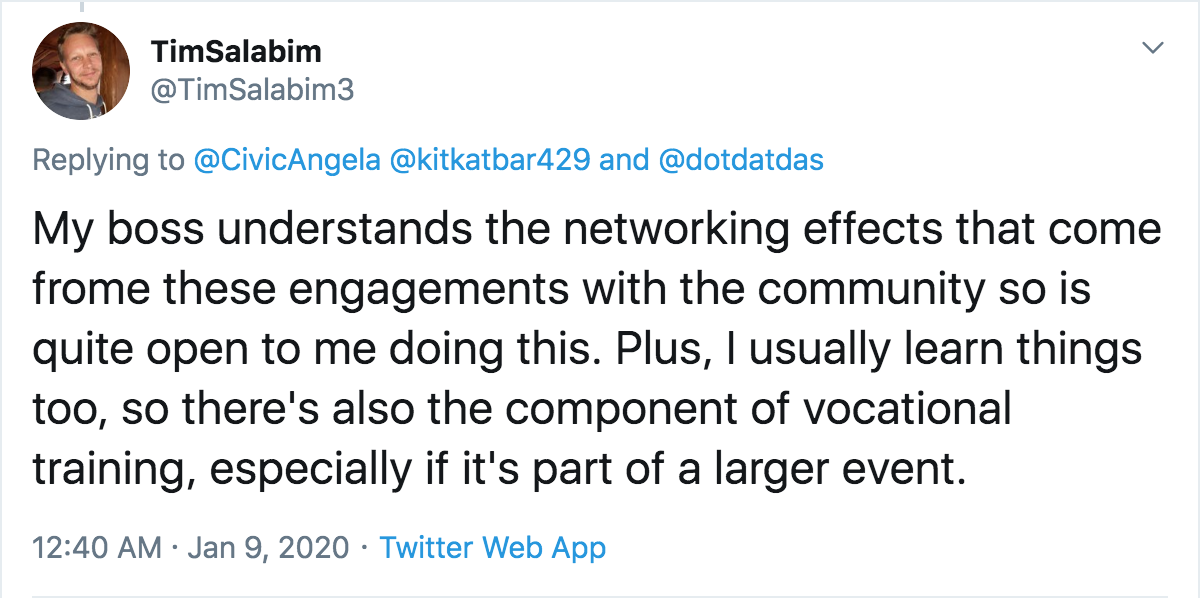 TimSalabim
@TimSalabim3
Replying to @CivicAngela @kitkatbar429 and @dotdatdas
My boss understands the networking effects that come
frome these engagements with the community so is
quite open to me doing this. Plus, I usually learn things
too, so there's also the component of vocational
training, especially if it's part of a larger event.
12:40 AM · Jan 9, 2020 · Twitter Web App